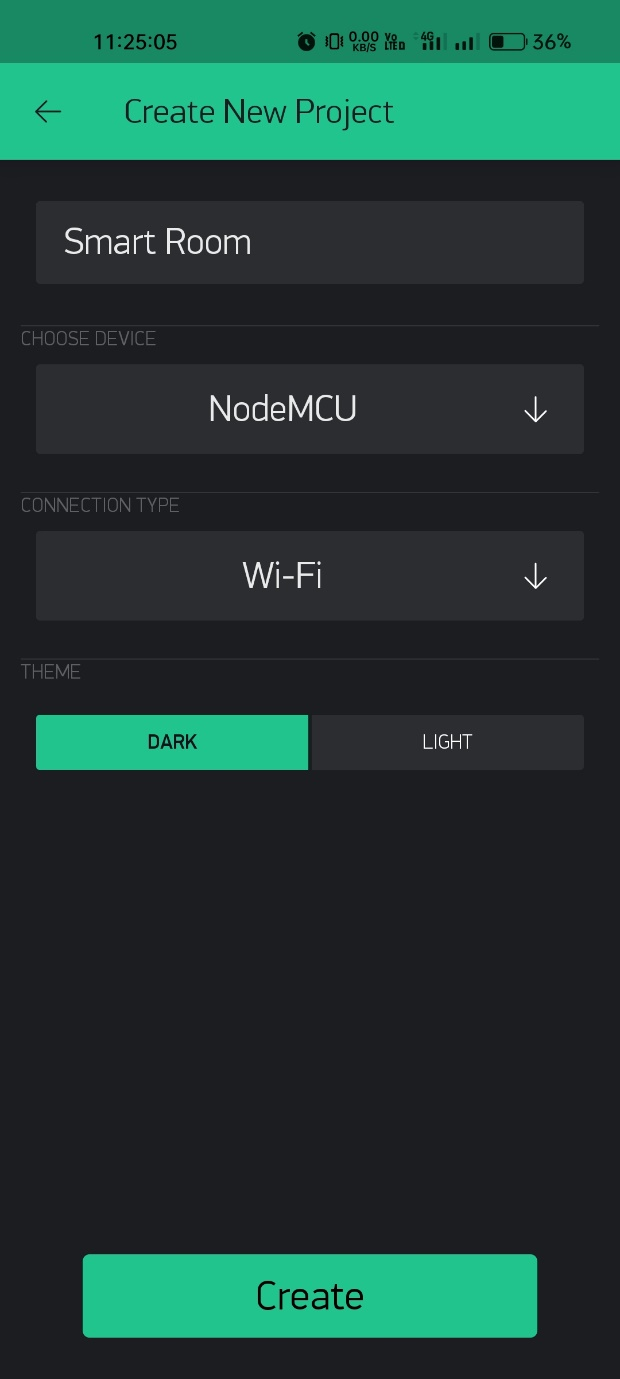 11:25:05 0.00 KB/S Vo LTE D 4G 36%
Create New Project
Smart Room
CHOOSE DEVICE
NodeMCU
CONNECTION TYPE
Wi-Fi
THEME
DARK LIGHT
Create